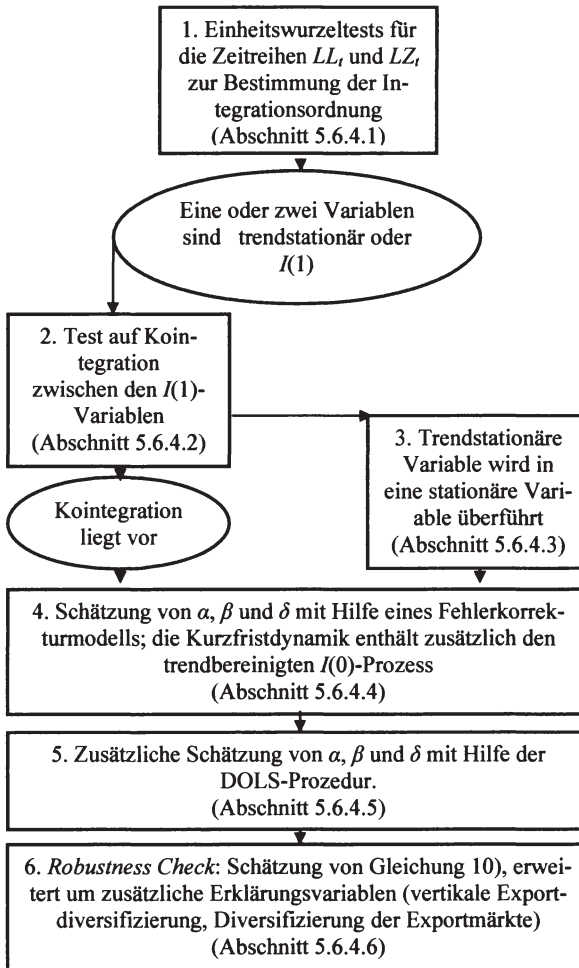 1. Einheitswurzeltests für
die Zeitreihen LLt und LZt
zur Bestimmung der In-
tegrationsordnung
(Abschnitt 5.6.4.1)
Eine oder zwei Variablen
sind trendstationär oder
I(1)
2. Test auf Koin-
tegration
zwischen den I(1)-
Variablen
(Abschnitt 5.6.4.2)
3. Trendstationäre
Variable wird in
eine stationäre Vari-
able überführt
(Abschnitt 5.6.4.3)
Kointegration
liegt vor
4. Schätzung von α, β und δ mit Hilfe eines Fehlerkorrek-
turmodells; die Kurzfristdynamik enthält zusätzlich den
trendbereinigten I(0)-Prozess
(Abschnitt 5.6.4.4)
5. Zusätzliche Schätzung von α, β und δ mit Hilfe der
DOLS-Prozedur.
(Abschnitt 5.6.4.5)
6. Robustness Check: Schätzung von Gleichung 10), erwei-
tert um zusätzliche Erklärungsvariablen (vertikale Export-
diversifizierung, Diversifizierung der Exportmärkte)
(Abschnitt 5.6.4.6)